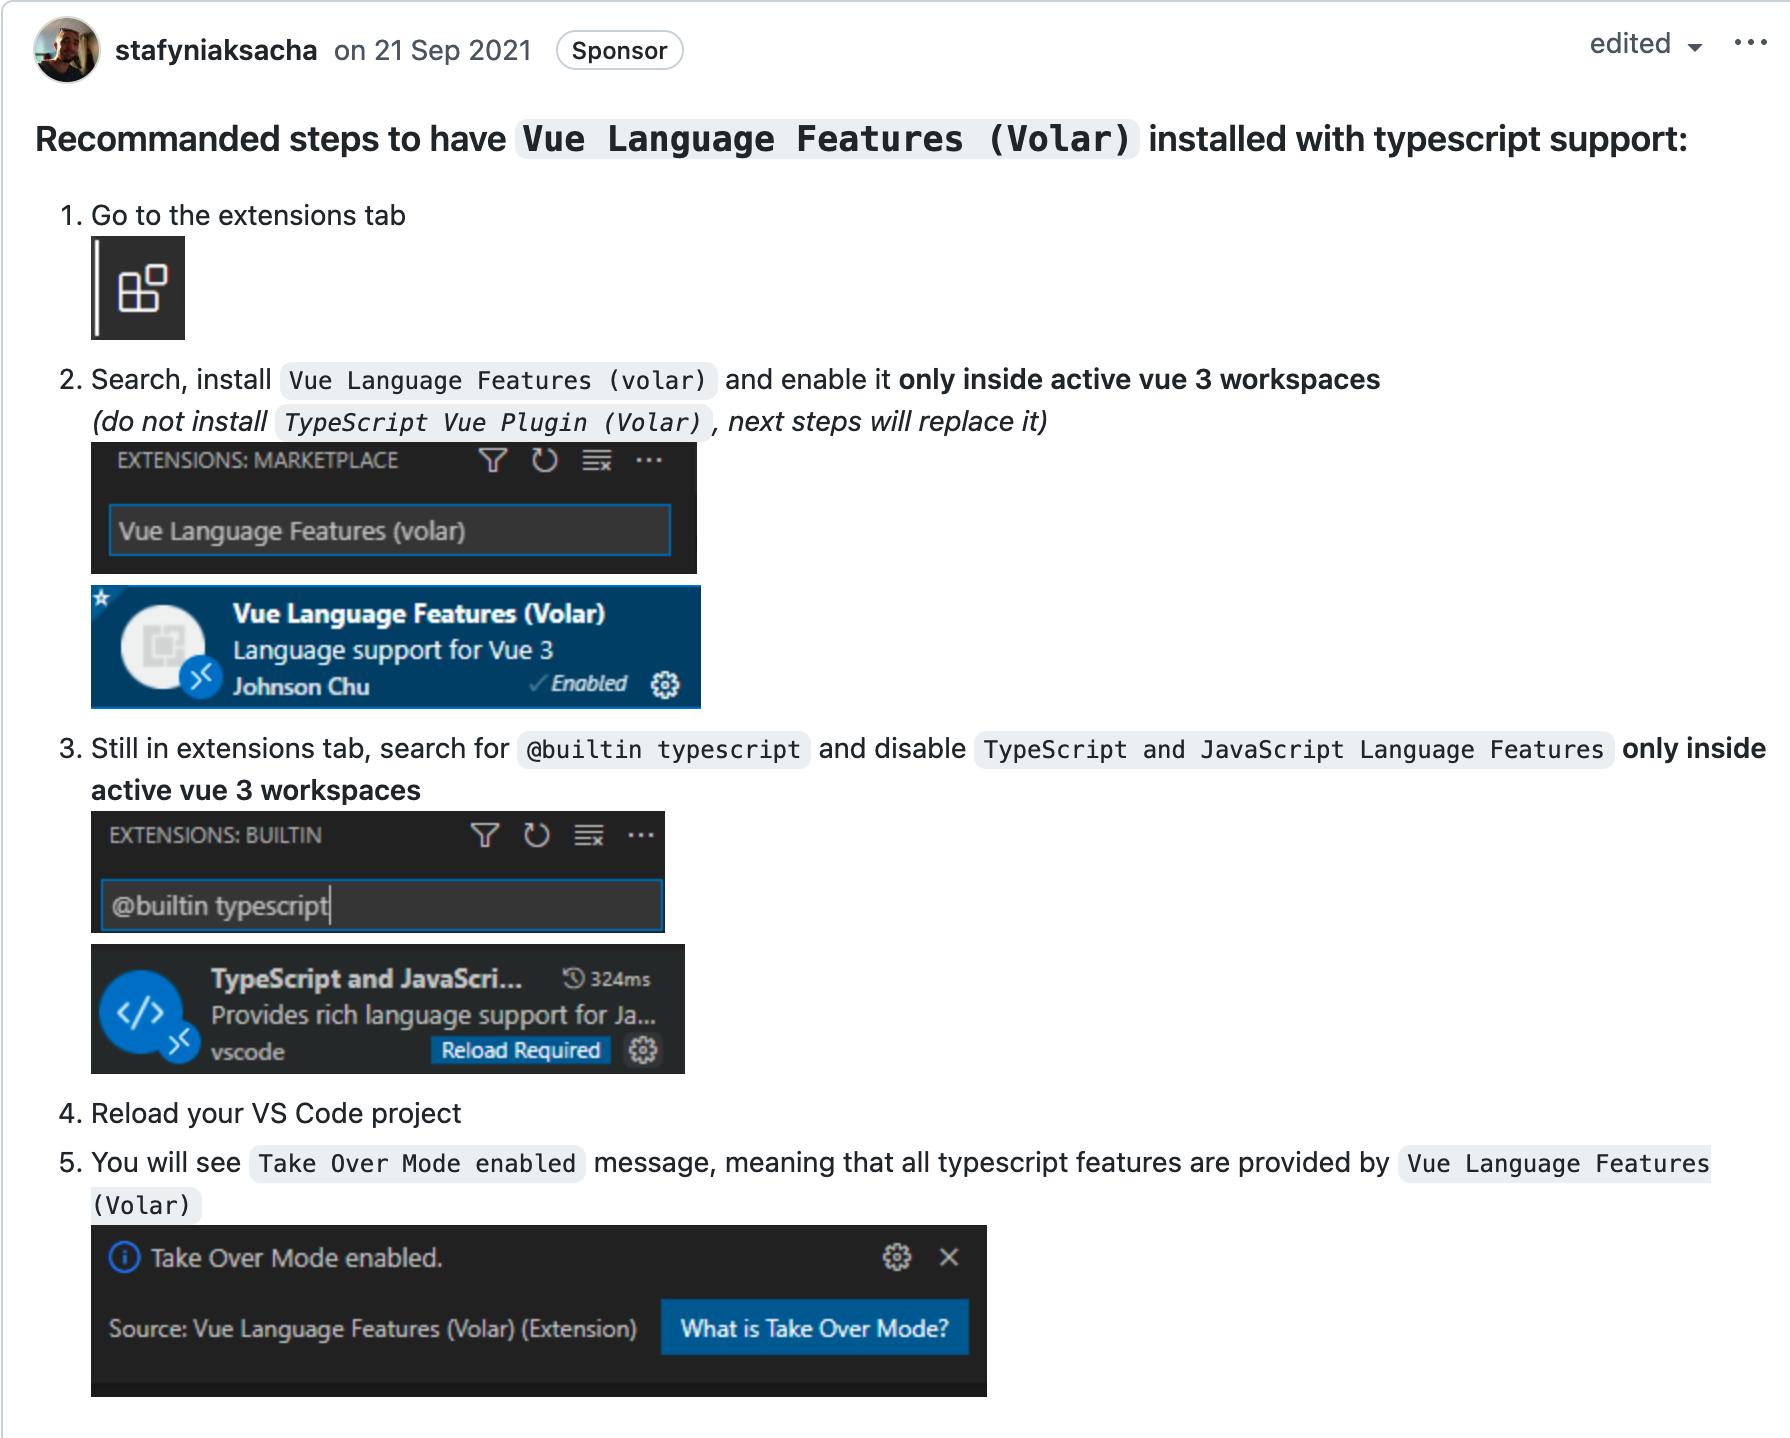 stafyniaksacha on 21 Sep 2021 Sponsor edited
Recommanded steps to have Vue Language Features (Volar) installed with typescript support:
1. Go to the extensions tab
2. Search, install Vue Language Features (volar) and enable it only inside active vue 3 workspaces
(do not install TypeScript Vue Plugin (Volar), next steps will replace it)
EXTENSIONS: MARKETPLACE
Vue Language Features (volar)
Vue Language Features (Volar)
Language support for Vue 3
Johnson Chu Enabled
3. Still in extensions tab, search for @builtin typescript and disable TypeScript and JavaScript Language Features only inside
active vue 3 workspaces
EXTENSIONS: BUILTIN
@builtin typescript
TypeScript and JavaScri... 324ms
Provides rich language support for Ja...
vscode Reload Required
4. Reload your VS Code project
5. You will see Take Over Mode enabled message, meaning that all typescript features are provided by Vue Language Features
(Volar)
Take Over Mode enabled.
Source: Vue Language Features (Volar) (Extension) What is Take Over Mode?